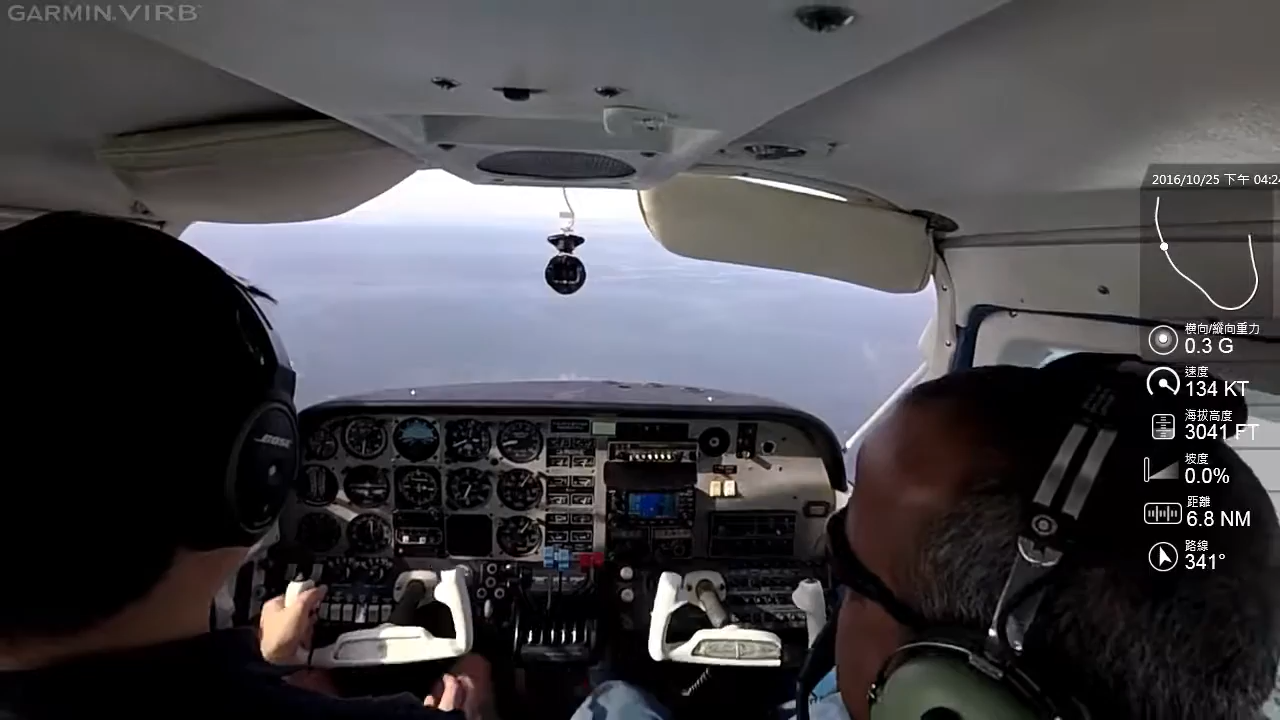 GARMIN VIRB
2016/10/25 下午 04:24
横向/縱向重力
0.3 G
速度
134 KT
海拔高度
3041 FT
坡度
0.0%
距離
6.8 NM
路線
341°
BOSE